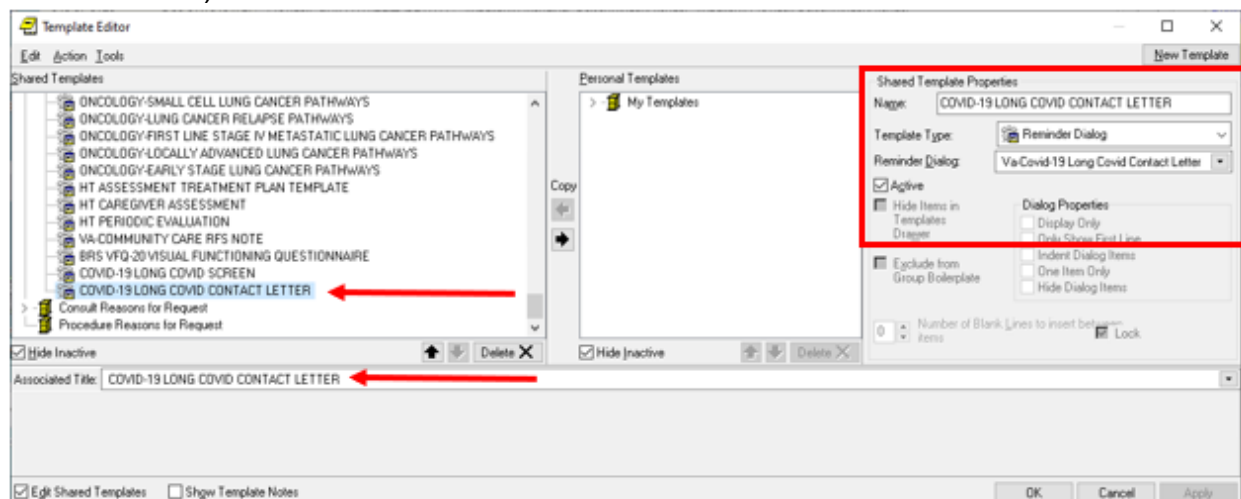 Template Editor
Edit Action Tools
New Template
Shared Templates
ONCOLOGY-SMALL CELL LUNG CANCER PATHWAYS
ONCOLOGY-LUNG CANCER RELAPSE PATHWAYS
ONCOLOGY-FIRST LINE STAGE IV METASTATIC LUNG CANCER PATHWAYS
ONCOLOGY-LOCALLY ADVANCED LUNG CANCER PATHWAYS
ONCOLOGY-EARLY STAGE LUNG CANCER PATHWAYS
HT ASSESSMENT TREATMENT PLAN TEMPLATE
HT CAREGIVER ASSESSMENT
HT PERIODIC EVALUATION
VA-COMMUNITY CARE RFS NOTE
BRS VFQ-20 VISUAL FUNCTIONING QUESTIONNAIRE
COVID-19 LONG COVID SCREEN
COVID-19 LONG COVID CONTACT LETTER
Consult Reasons for Request
Procedure Reasons for Request
Hide Inactive
Delete
Copy
Personal Templates
My Templates
Hide Inactive
Delete
Shared Template Properties
Name: COVID-19 LONG COVID CONTACT LETTER
Template Type: Reminder Dialog
Reminder Dialog: Va-Covid-19 Long Covid Contact Letter
Active
Hide Items in
Templates
Drawer
Dialog Properties
Display Only
Only Show First Line
Indent Dialog Items
One Item Only
Hide Dialog Items
Exclude from
Group Boilerplate
0 Number of Blank Lines to insert between
items
Lock
Associated Title: COVID-19 LONG COVID CONTACT LETTER
Edit Shared Templates Show Template Notes
OK Cancel Apply